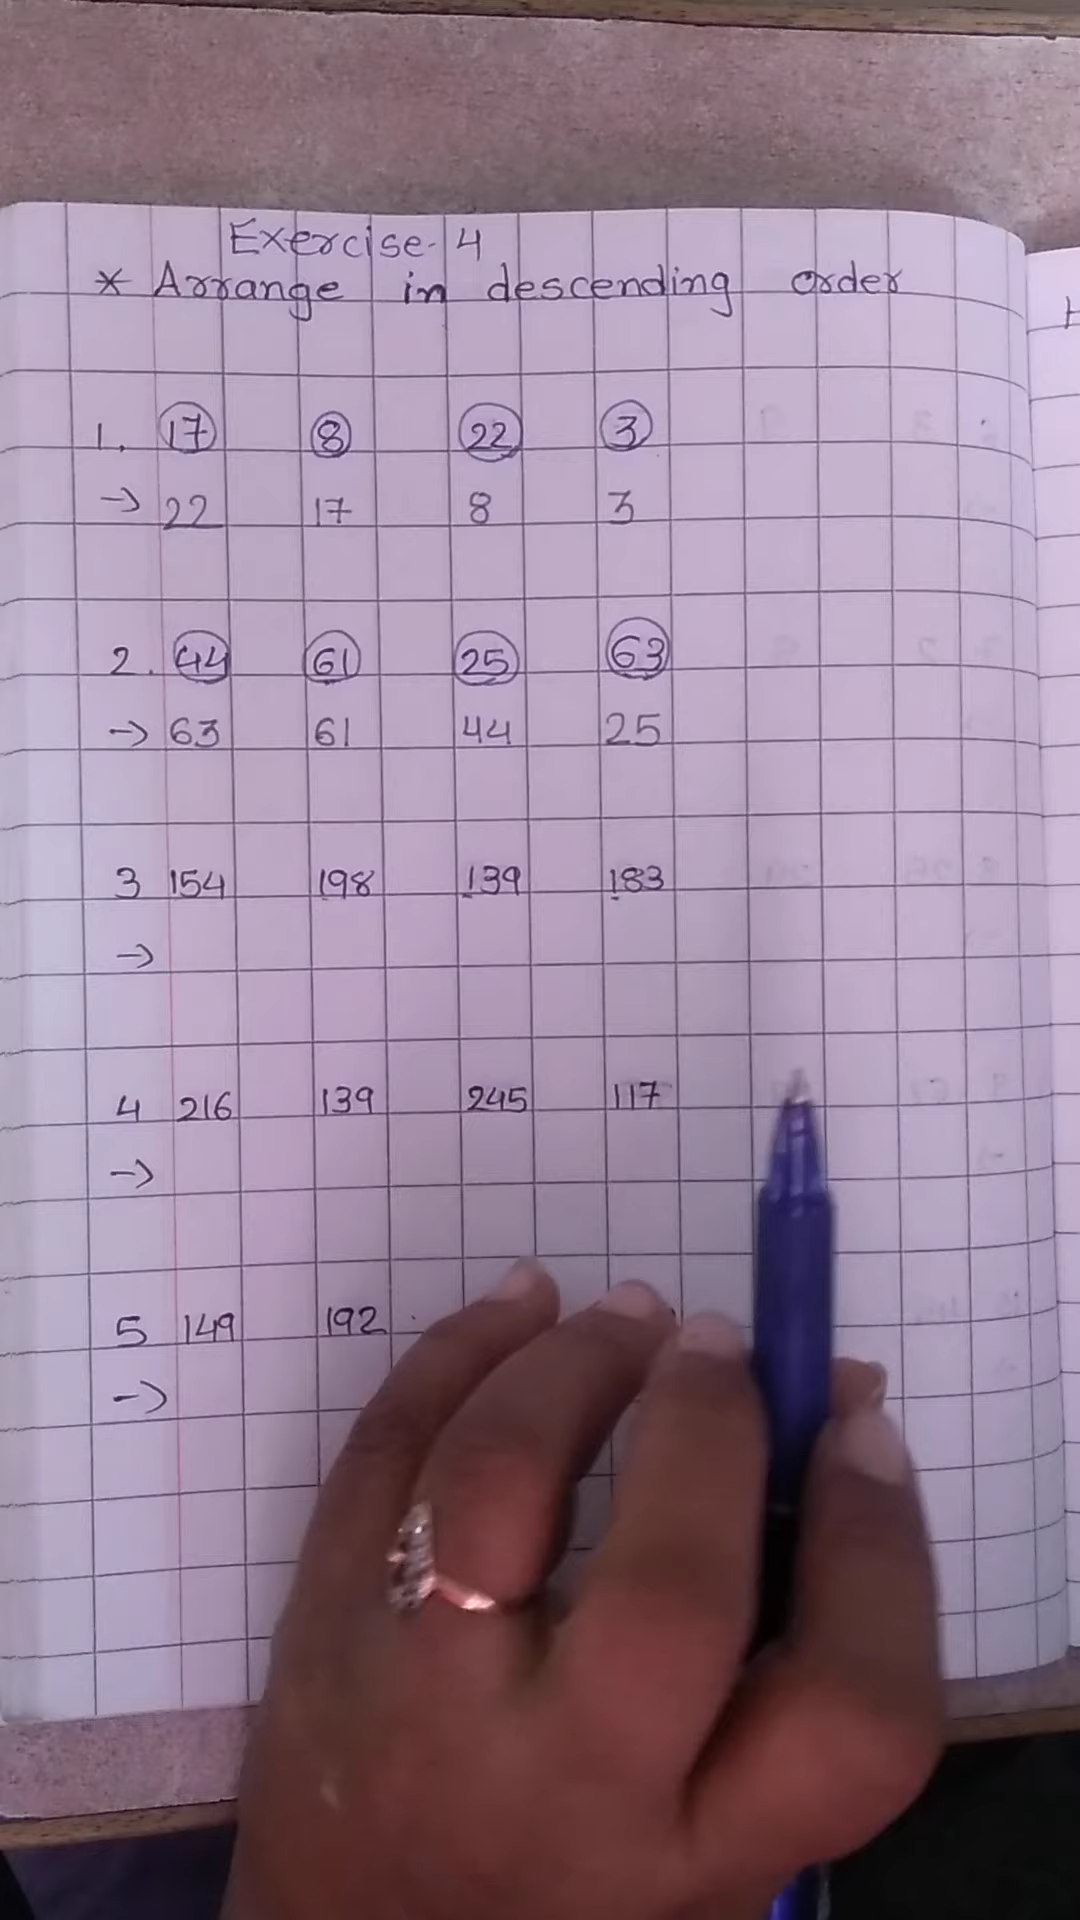 Exercise-4
* Arrange in descending order
1. 17 8 22 3
→ 22 17 8 3
2. 44 61 25 63
→ 63 61 44 25
3 154 198 139 183
→
4 216 139 245 117
→
5 149 192
→